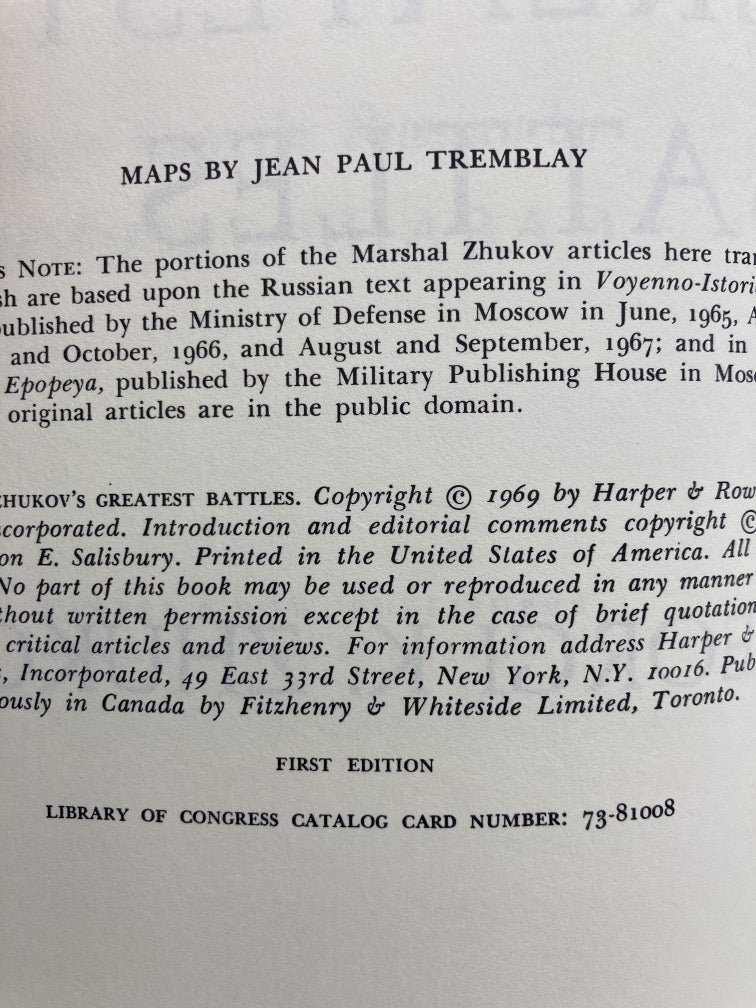 MAPS BY JEAN PAUL TREMBLAY
s NOTE: The portions of the Marshal Zhukov articles here tran
sh are based upon the Russian text appearing in Voyenno-Istori
ublished by the Ministry of Defense in Moscow in June, 1965, A
and October, 1966, and August and September, 1967; and in
Epopeya, published by the Military Publishing House in Mosc
original articles are in the public domain.
HUKOV'S GREATEST BATTLES. Copyright © 1969 by Harper & Row
corporated. Introduction and editorial comments copyright ©
on E. Salisbury. Printed in the United States of America. All
No part of this book may be used or reproduced in any manner
thout written permission except in the case of brief quotation
critical articles and reviews. For information address Harper &
, Incorporated, 49 East 33rd Street, New York, N.Y. 10016. Pub
ously in Canada by Fitzhenry & Whiteside Limited, Toronto.
FIRST EDITION
LIBRARY OF CONGRESS CATALOG CARD NUMBER: 73-81008